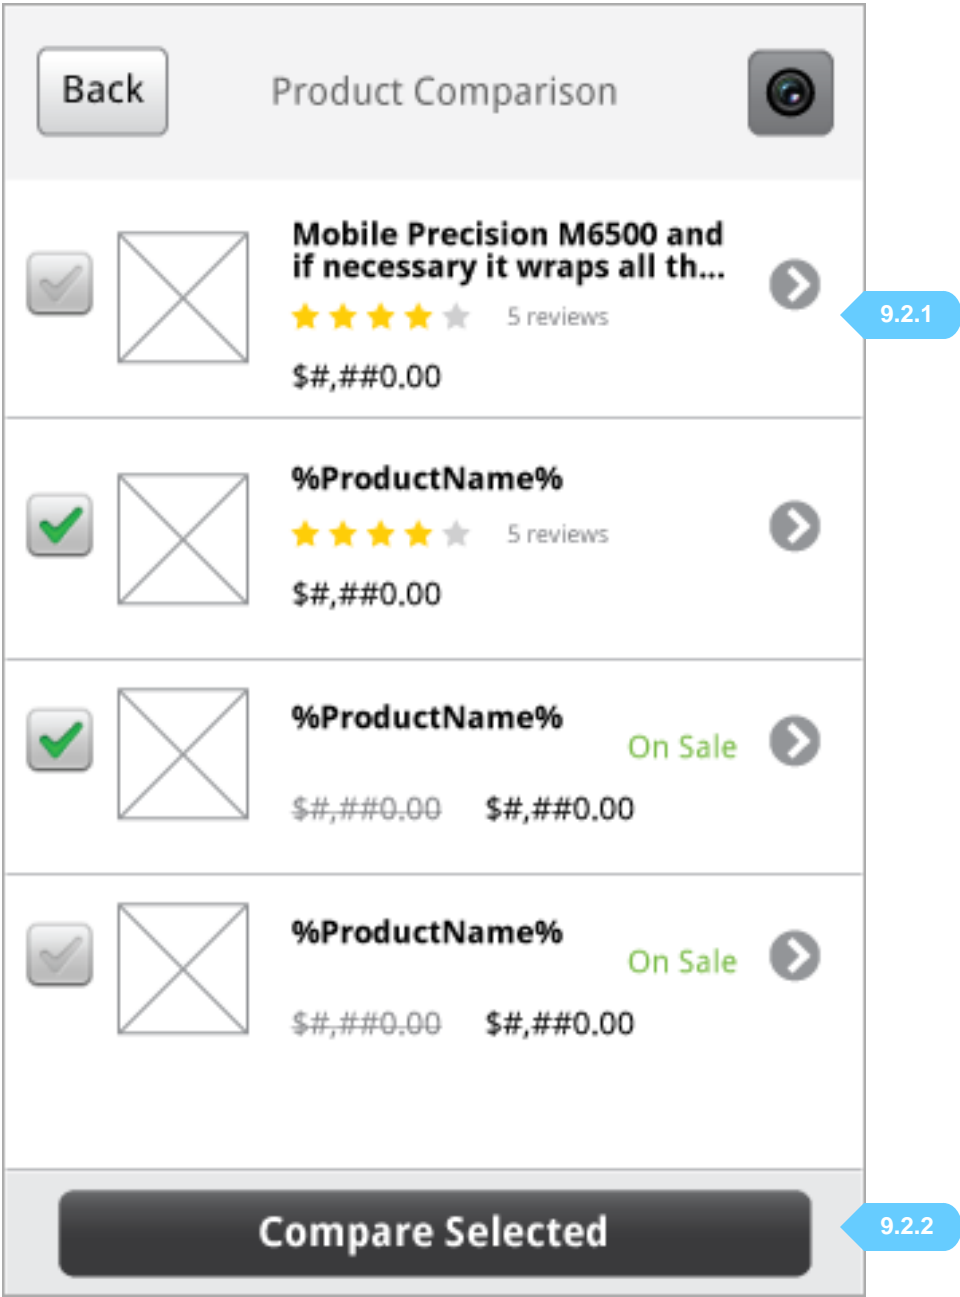 Back
Product Comparison
Mobile Precision M6500 and
if necessary it wraps all th...
5 reviews
$#,##0.00
9.2.1
%ProductName%
5 reviews
$#,##0.00
%ProductName%
On Sale
$#,##0.00 $#,##0.00
%ProductName%
On Sale
$#,##0.00 $#,##0.00
Compare Selected
9.2.2